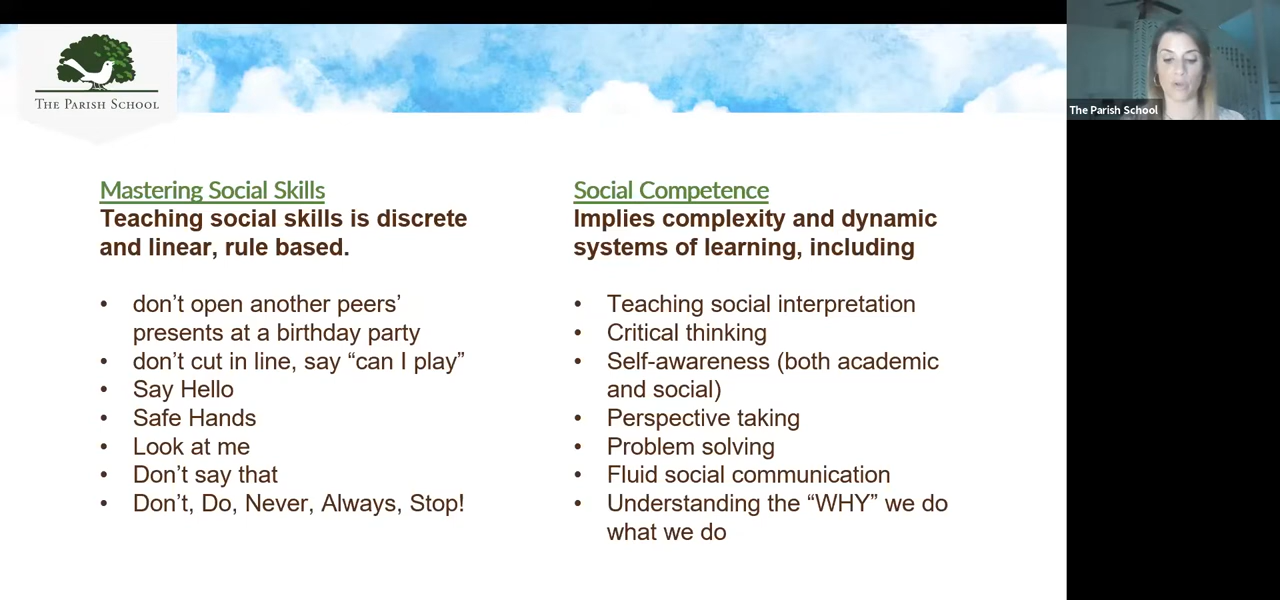 THE PARISH SCHOOL
The Parish School
Mastering Social Skills
Teaching social skills is discrete
and linear, rule based.
• don’t open another peers’
presents at a birthday party
• don’t cut in line, say “can I play”
• Say Hello
• Safe Hands
• Look at me
• Don’t say that
• Don’t, Do, Never, Always, Stop!
Social Competence
Implies complexity and dynamic
systems of learning, including
• Teaching social interpretation
• Critical thinking
• Self-awareness (both academic
and social)
• Perspective taking
• Problem solving
• Fluid social communication
• Understanding the “WHY” we do
what we do